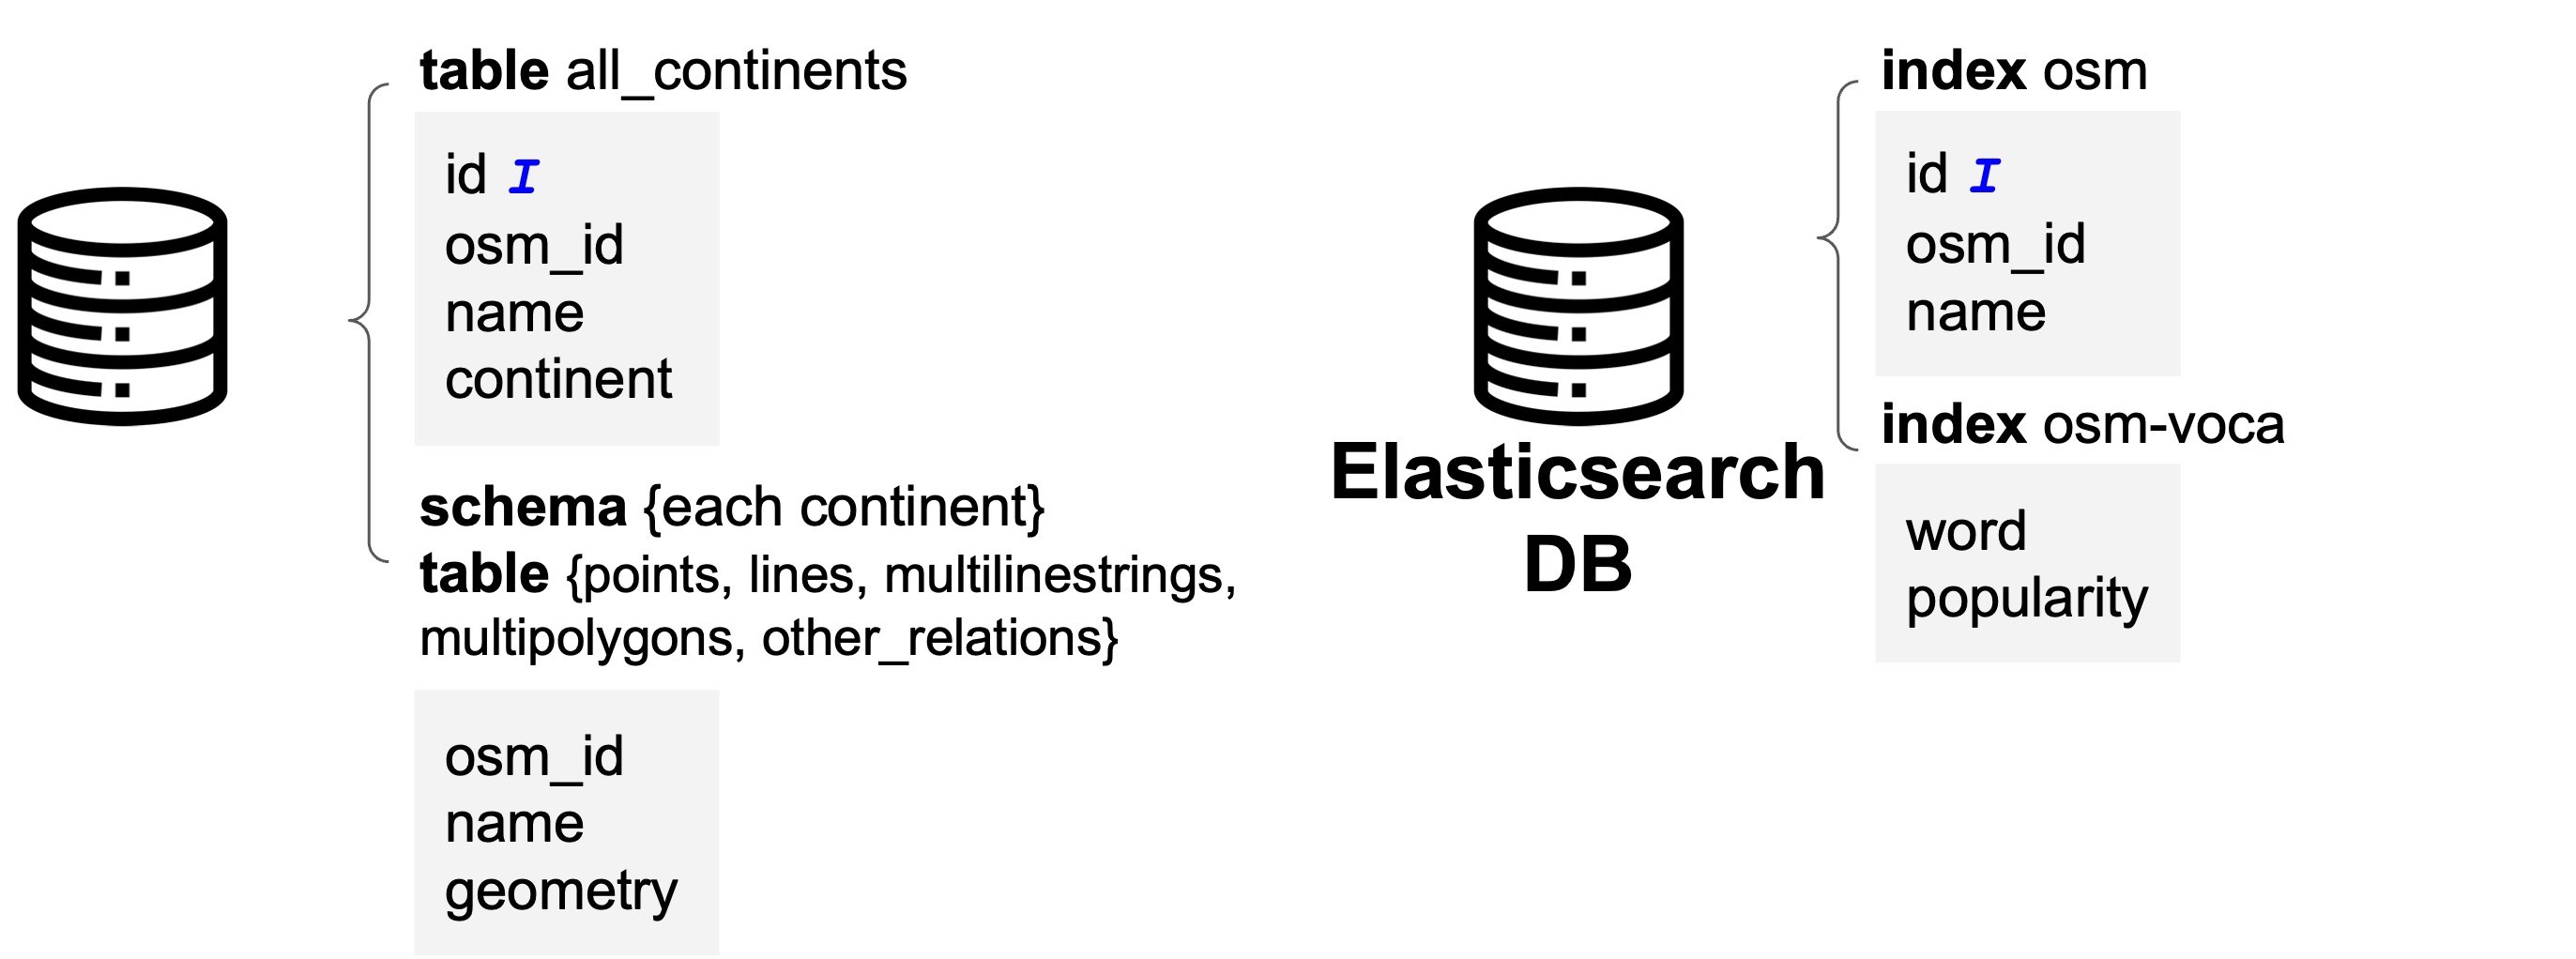 table all_continents
id I
osm_id
name
continent
schema {each continent}
table {points, lines, multilinestrings,
multipolygons, other_relations}
osm_id
name
geometry
Elasticsearch
DB
index osm
id I
osm_id
name
index osm-voca
word
popularity